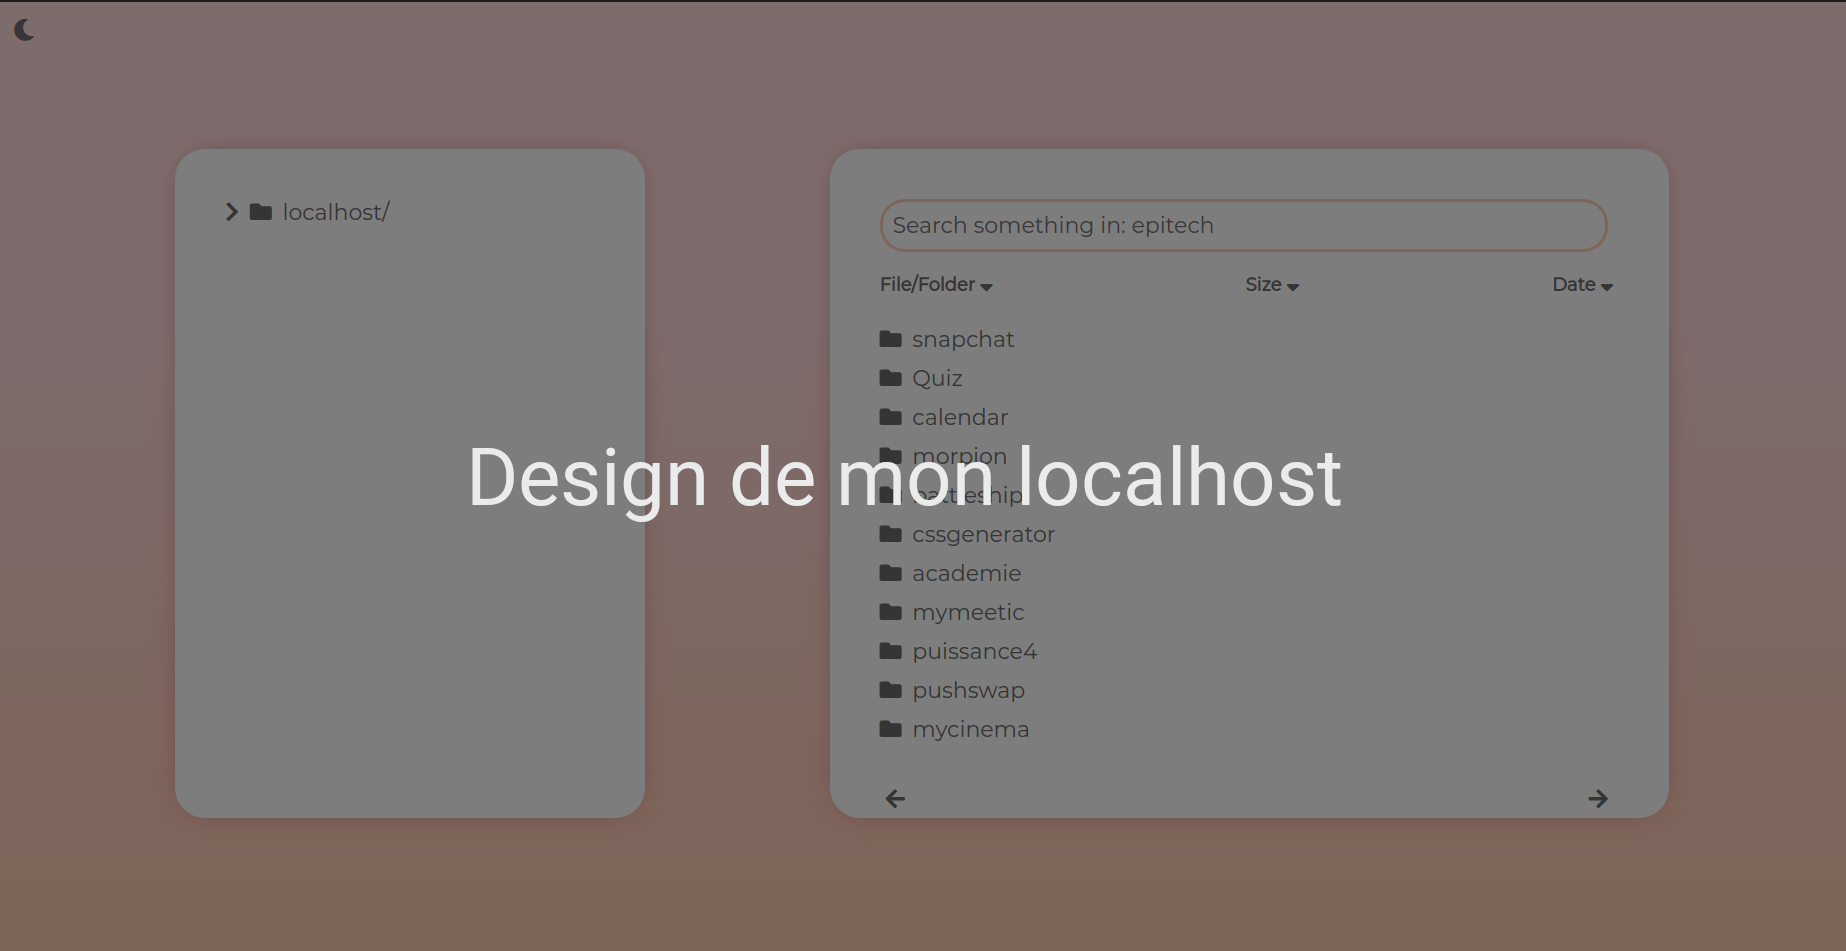 localhost/
Search something in: epitech
File/Folder Size Date
snapchat
Quiz
calendar
morpion
Design de mon localhost
battleship
cssgenerator
academie
mymeetic
puissance4
pushswap
mycinema